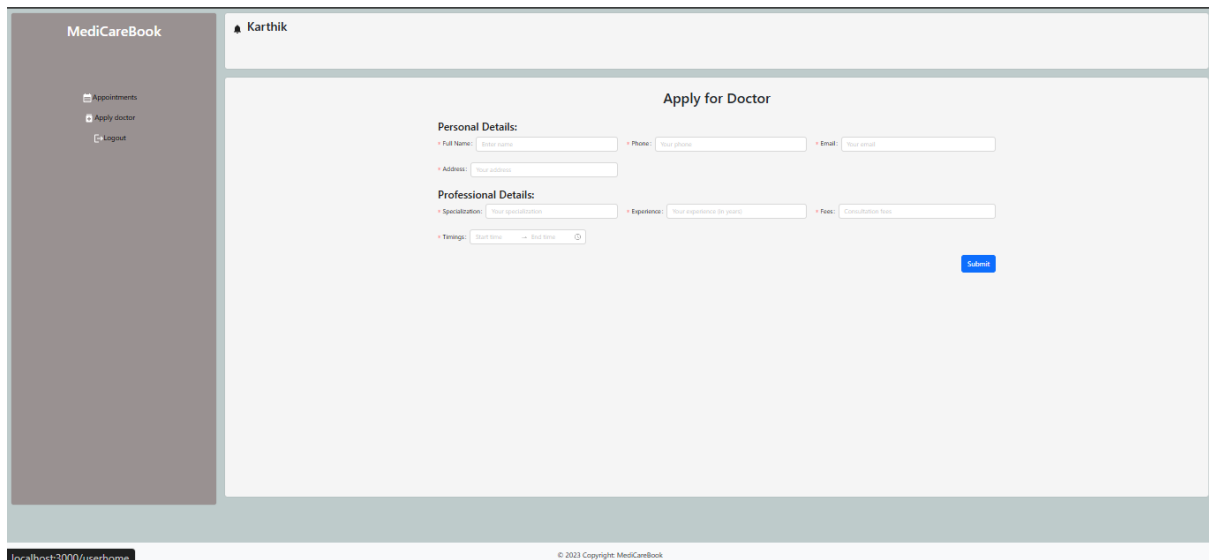 MediCareBook
Appointments
Apply doctor
Logout
Karthik
Apply for Doctor
Personal Details:
* Full Name: Enter name * Phone: Your phone * Email: Your email
* Address: Your address
Professional Details:
* Specialization: Your specialization * Experience: Your experience (in years) * Fees: Consultation fees
* Timings: Start time → End time
Submit
© 2023 Copyright: MediCareBook
localhost:3000/userhome